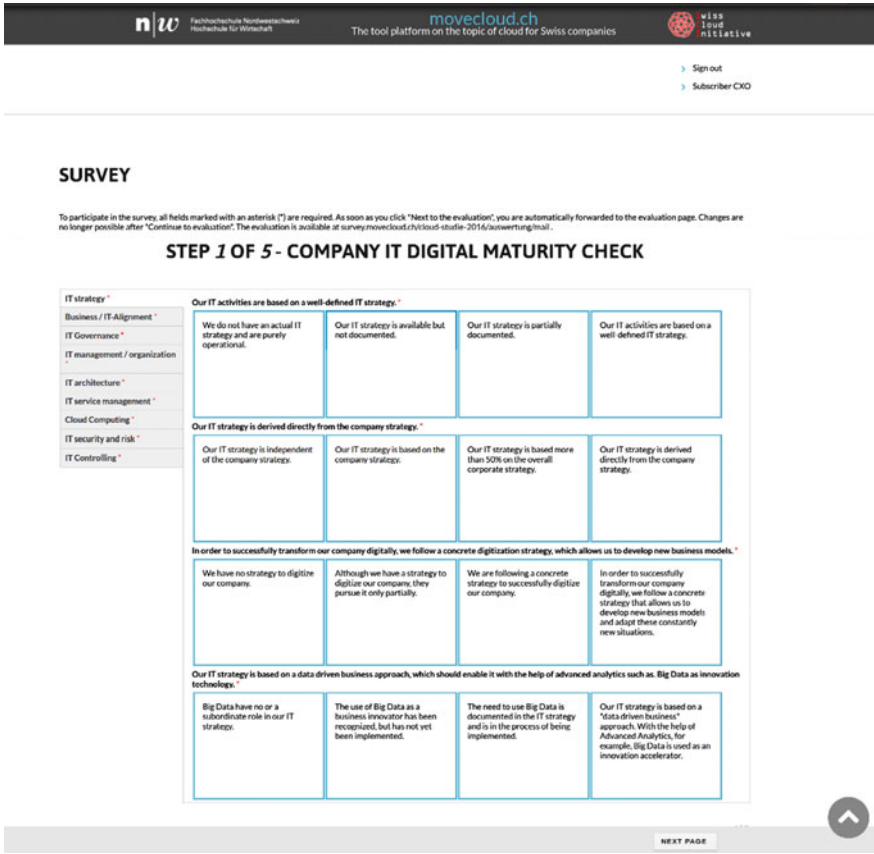 n|w Fachhochschule Nordwestschweiz
Hochschule für Wirtschaft
movecloud.ch
The tool platform on the topic of cloud for Swiss companies
swiss
cloud
initiative
Sign out
Subscriber CXO
SURVEY
To participate in the survey, all fields marked with an asterisk (*) are required. As soon as you click "Next to the evaluation", you are automatically forwarded to the evaluation page. Changes are
no longer possible after "Continue to evaluation". The evaluation is available at survey.movecloud.ch/cloud-studie-2016/auswertung/mail .
STEP 1 OF 5 - COMPANY IT DIGITAL MATURITY CHECK
IT strategy *
Business / IT-Alignment *
IT Governance *
IT management / organization
*
IT architecture *
IT service management *
Cloud Computing *
IT security and risk *
IT Controlling *
Our IT activities are based on a well-defined IT strategy. *
We do not have an actual IT
strategy and are purely
operational.
Our IT strategy is available but
not documented.
Our IT strategy is partially
documented.
Our IT activities are based on a
well-defined IT strategy.
Our IT strategy is derived directly from the company strategy. *
Our IT strategy is independent
of the company strategy.
Our IT strategy is based on the
company strategy.
Our IT strategy is based more
than 50% on the overall
corporate strategy.
Our IT strategy is derived
directly from the company
strategy.
In order to successfully transform our company digitally, we follow a concrete digitization strategy, which allows us to develop new business models. *
We have no strategy to digitize
our company.
Although we have a strategy to
digitize our company, they
pursue it only partially.
We are following a concrete
strategy to successfully digitize
our company.
In order to successfully
transform our company
digitally, we follow a concrete
strategy that allows us to
develop new business models
and adapt these constantly
new situations.
Our IT strategy is based on a data driven business approach, which should enable it with the help of advanced analytics such as. Big Data as innovation
technology. *
Big Data have no or a
subordinate role in our IT
strategy.
The use of Big Data as a
business innovator has been
recognized, but has not yet
been implemented.
The need to use Big Data is
documented in the IT strategy
and is in the process of being
implemented.
Our IT strategy is based on a
"data driven business"
approach. With the help of
Advanced Analytics, for
example, Big Data is used as an
innovation accelerator.
NEXT PAGE